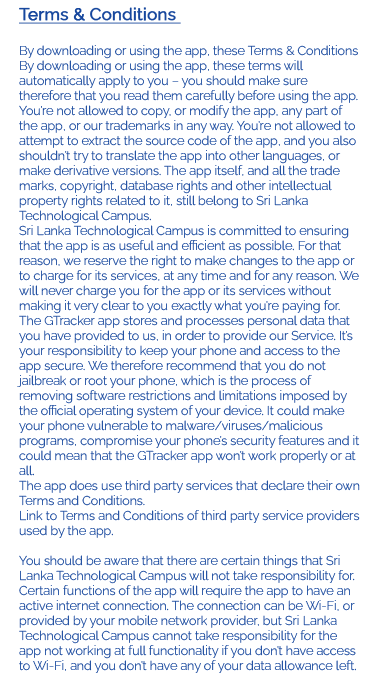 Terms & Conditions
By downloading or using the app, these Terms & Conditions
By downloading or using the app, these terms will
automatically apply to you – you should make sure
therefore that you read them carefully before using the app.
You're not allowed to copy, or modify the app, any part of
the app, or our trademarks in any way. You're not allowed to
attempt to extract the source code of the app, and you also
shouldn't try to translate the app into other languages, or
make derivative versions. The app itself, and all the trade
marks, copyright, database rights and other intellectual
property rights related to it, still belong to Sri Lanka
Technological Campus.
Sri Lanka Technological Campus is committed to ensuring
that the app is as useful and efficient as possible. For that
reason, we reserve the right to make changes to the app or
to charge for its services, at any time and for any reason. We
will never charge you for the app or its services without
making it very clear to you exactly what you're paying for.
The GTracker app stores and processes personal data that
you have provided to us, in order to provide our Service. It's
your responsibility to keep your phone and access to the
app secure. We therefore recommend that you do not
jailbreak or root your phone, which is the process of
removing software restrictions and limitations imposed by
the official operating system of your device. It could make
your phone vulnerable to malware/viruses/malicious
programs, compromise your phone's security features and it
could mean that the GTracker app won't work properly or at
all.
The app does use third party services that declare their own
Terms and Conditions.
Link to Terms and Conditions of third party service providers
used by the app.
You should be aware that there are certain things that Sri
Lanka Technological Campus will not take responsibility for.
Certain functions of the app will require the app to have an
active internet connection. The connection can be Wi-Fi, or
provided by your mobile network provider, but Sri Lanka
Technological Campus cannot take responsibility for the
app not working at full functionality if you don't have access
to Wi-Fi, and you don't have any of your data allowance left.